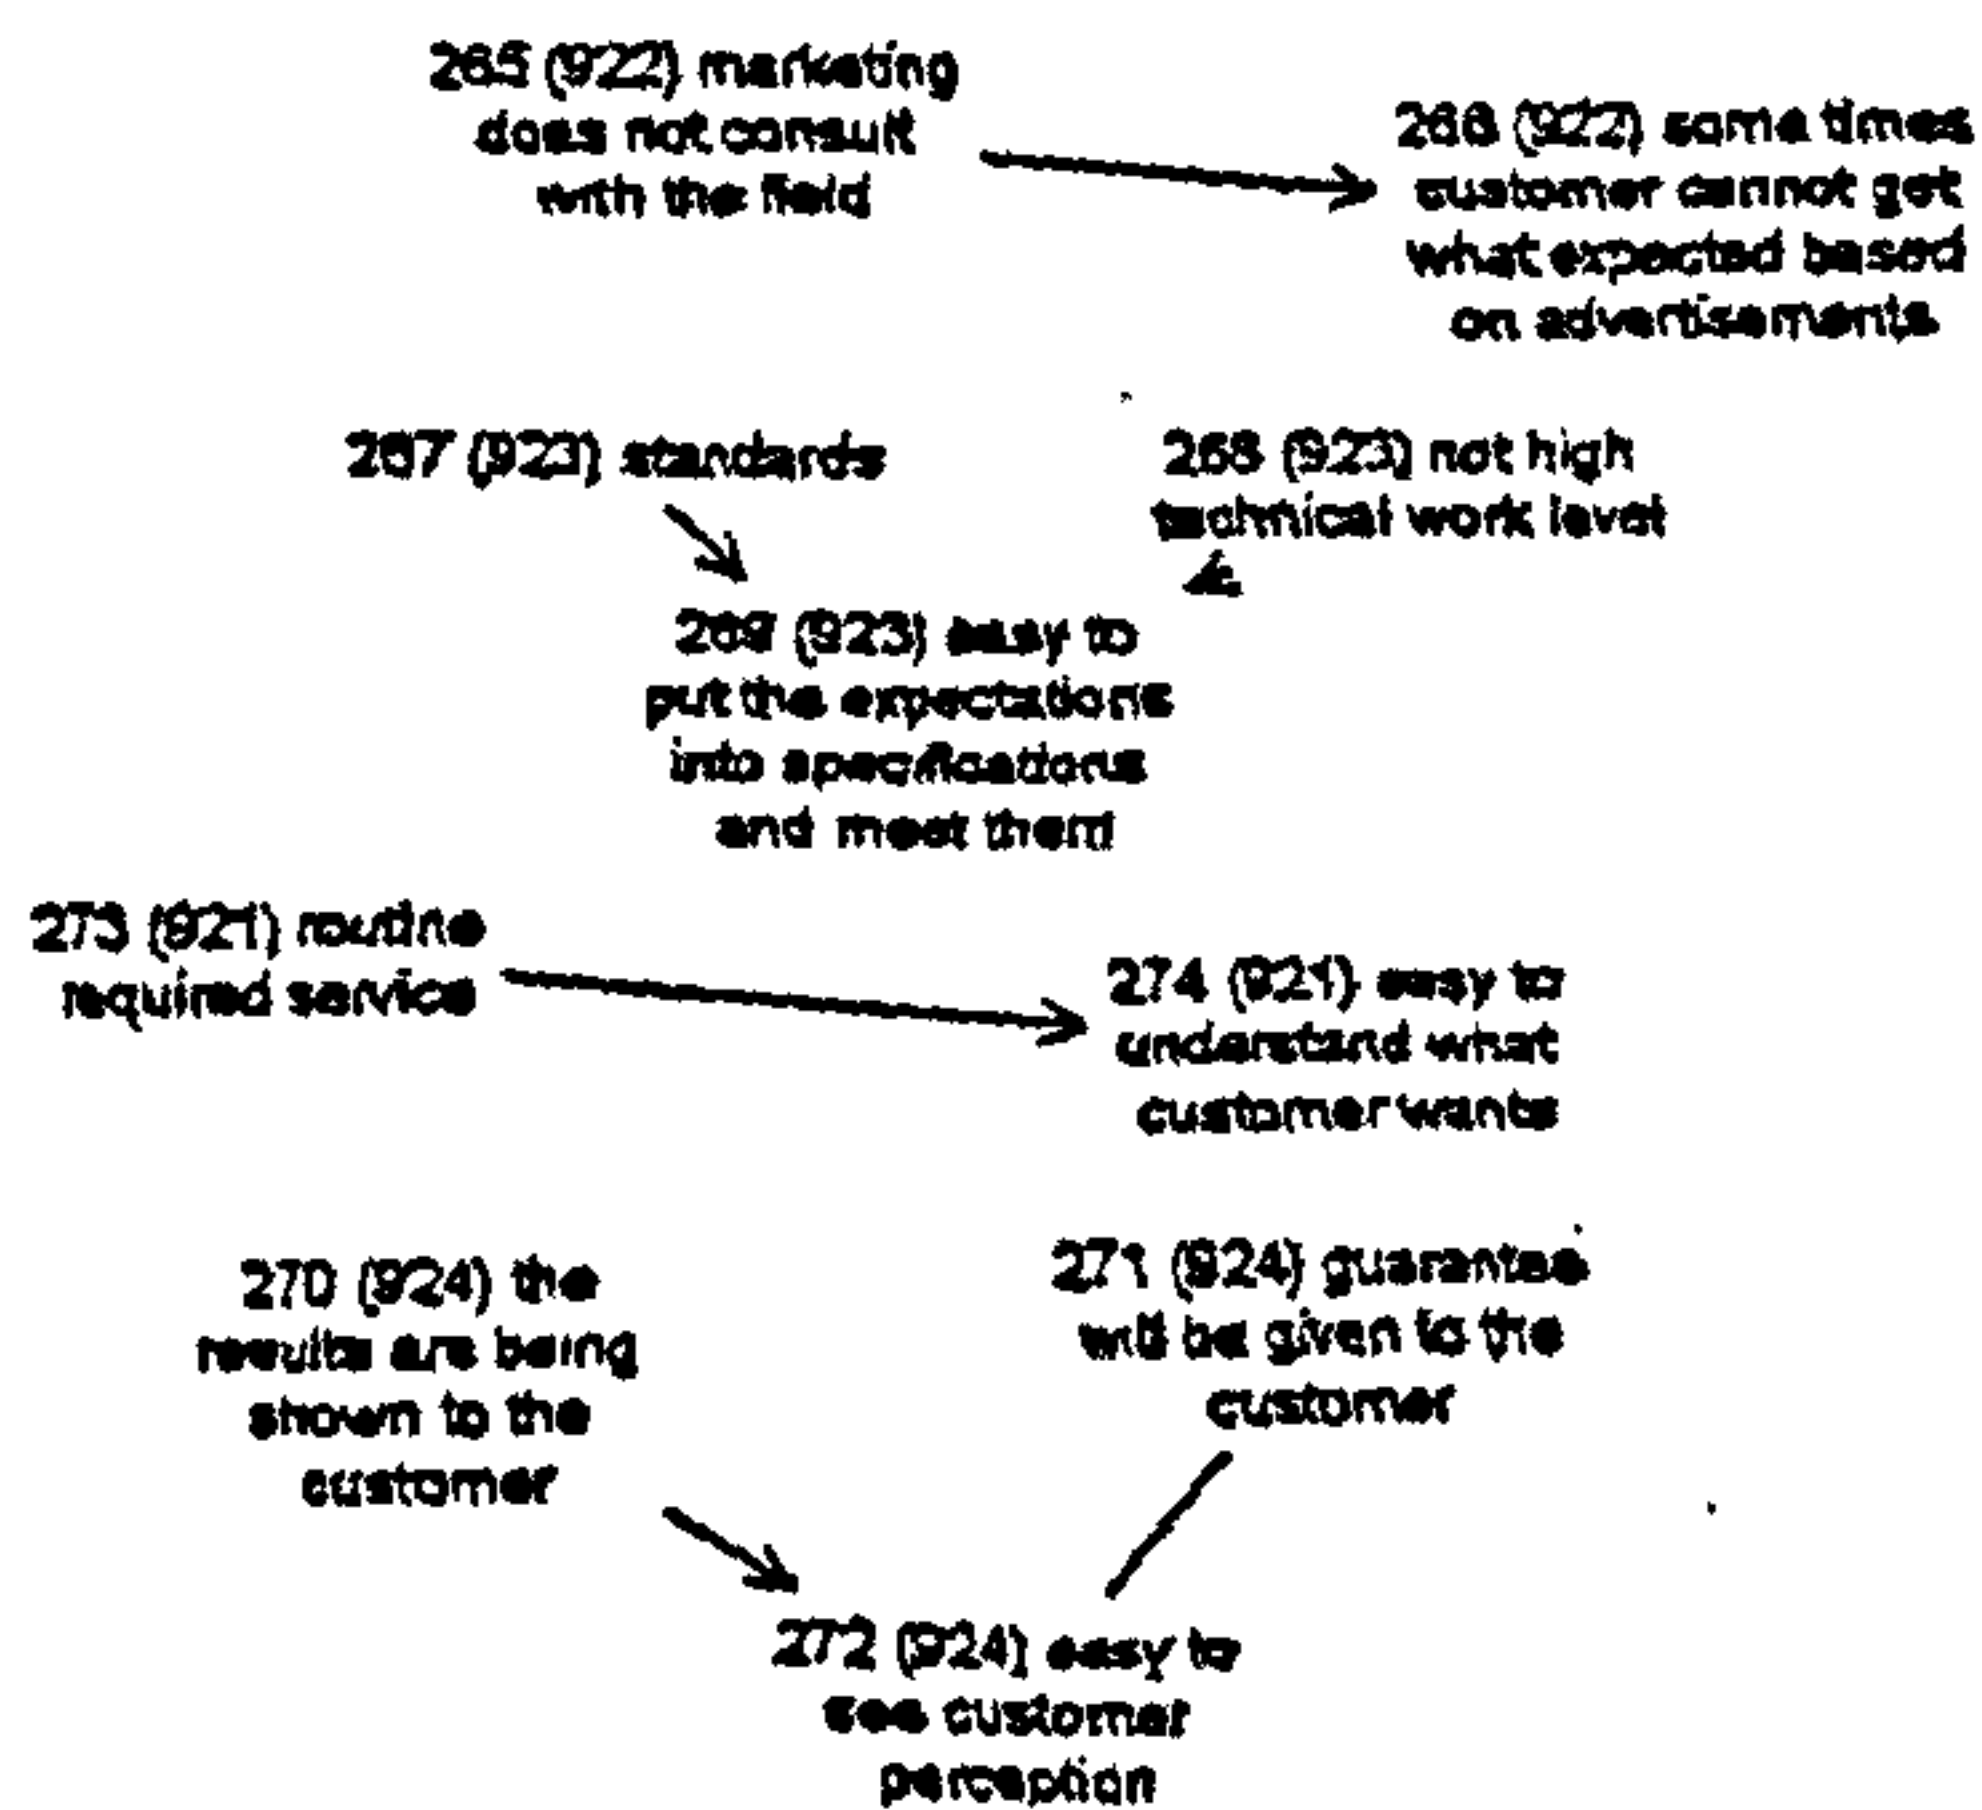 265 (922) marketing
does not consult
with the field
266 (922) some times
customer cannot get
what expected based
on advertisements
267 (923) standards
268 (923) not high
technical work level
269 (923) easy to
put the expectations
into specifications
and meet them
273 (921) routine
required service
274 (921) easy to
understand what
customer wants
270 (924) the
results are being
shown to the
customer
271 (924) guarantee
will be given to the
customer
272 (924) easy to
see customer
perception